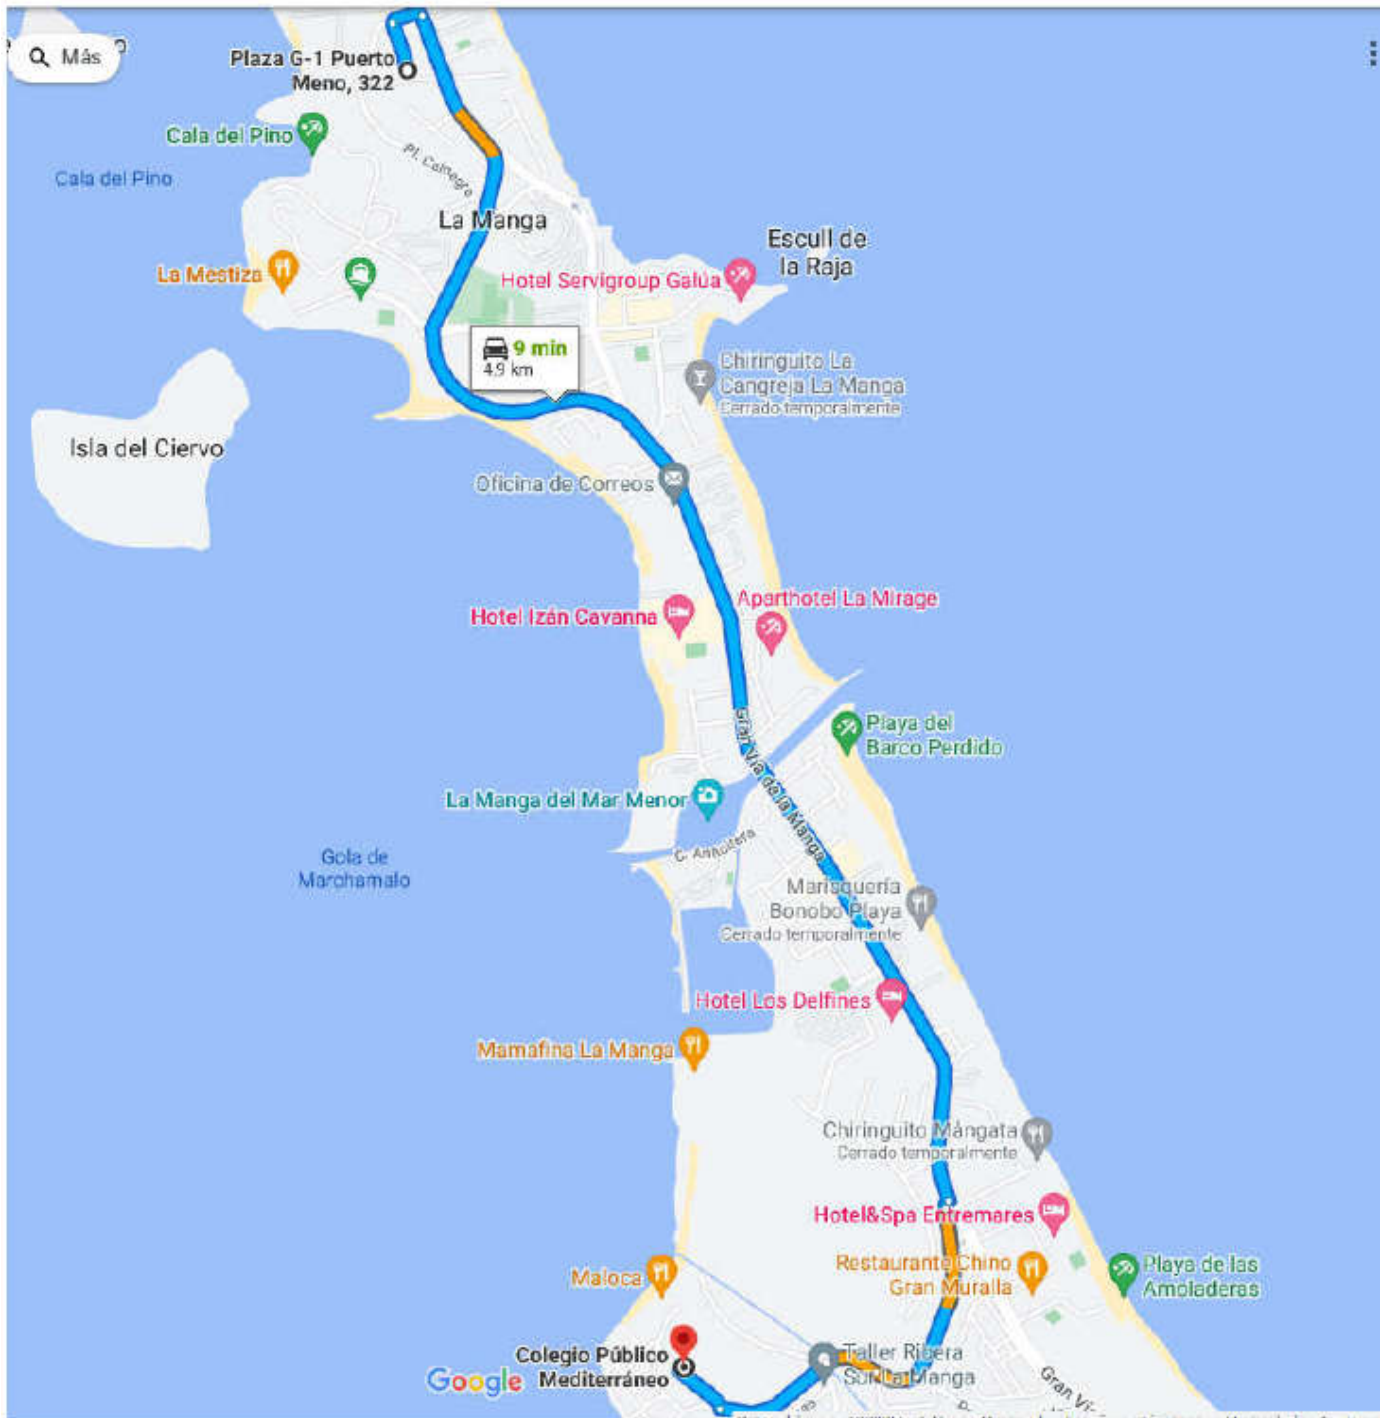 Más
Plaza G-1 Puerto
Meno, 322
Cala del Pino
Cala del Pino
Pl. Calnegra
La Manga
Escull de
la Raja
La Mestiza
Hotel Servigroup Galúa
9 min
4.9 km
Chiringuito La
Cangreja La Manga
Cerrado temporalmente
Isla del Ciervo
Oficina de Correos
Hotel Izán Cavanna
Aparthotel La Mirage
Gran Vía de la Manga
Playa del
Barco Perdido
La Manga del Mar Menor
Gola de
Marchamalo
Marisquería
Bonobo Playa
Cerrado temporalmente
Hotel Los Delfines
Mamafina La Manga
Chiringuito Mángata
Cerrado temporalmente
Hotel&Spa Entremares
Restaurante Chino
Gran Muralla
Playa de las
Amoladeras
Maloca
Colegio Público
Mediterráneo
Google
Taller Ribera
Sur La Manga
Gran Ví